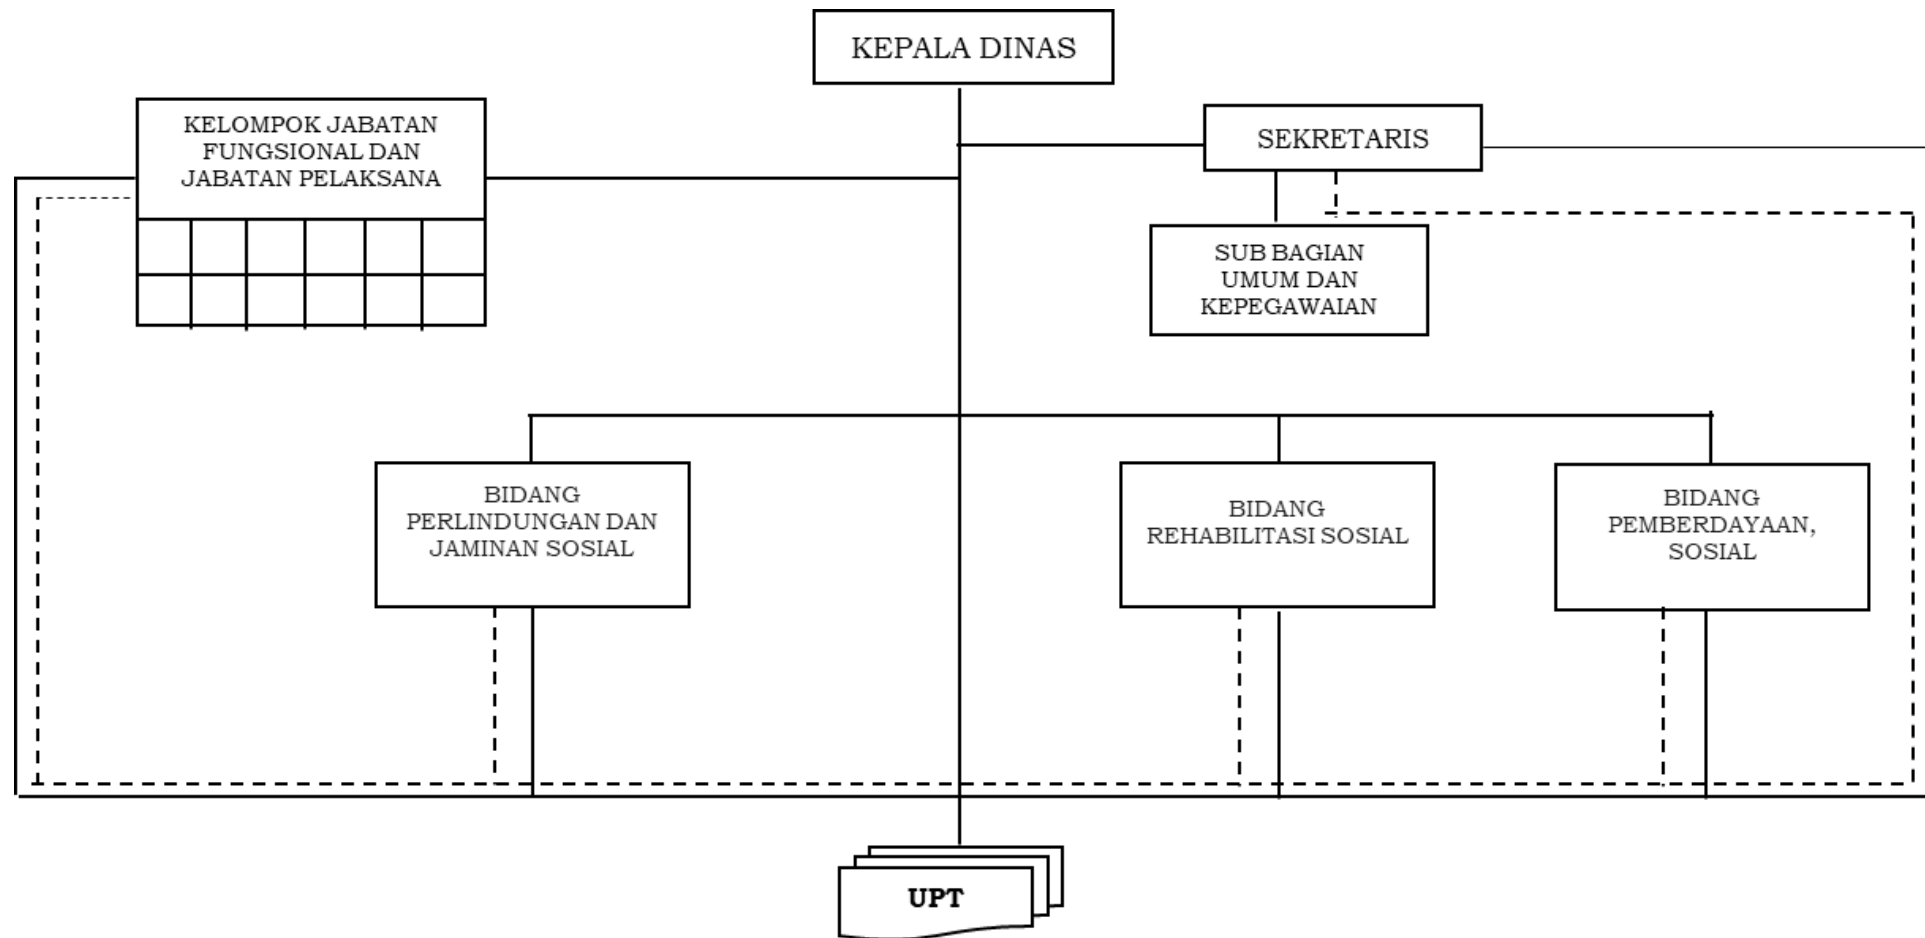 KEPALA DINAS
KELOMPOK JABATAN
FUNGSIONAL DAN
JABATAN PELAKSANA
SEKRETARIS
SUB BAGIAN
UMUM DAN
KEPEGAWAIAN
BIDANG
PERLINDUNGAN DAN
JAMINAN SOSIAL
BIDANG
REHABILITASI SOSIAL
BIDANG
PEMBERDAYAAN,
SOSIAL
UPT